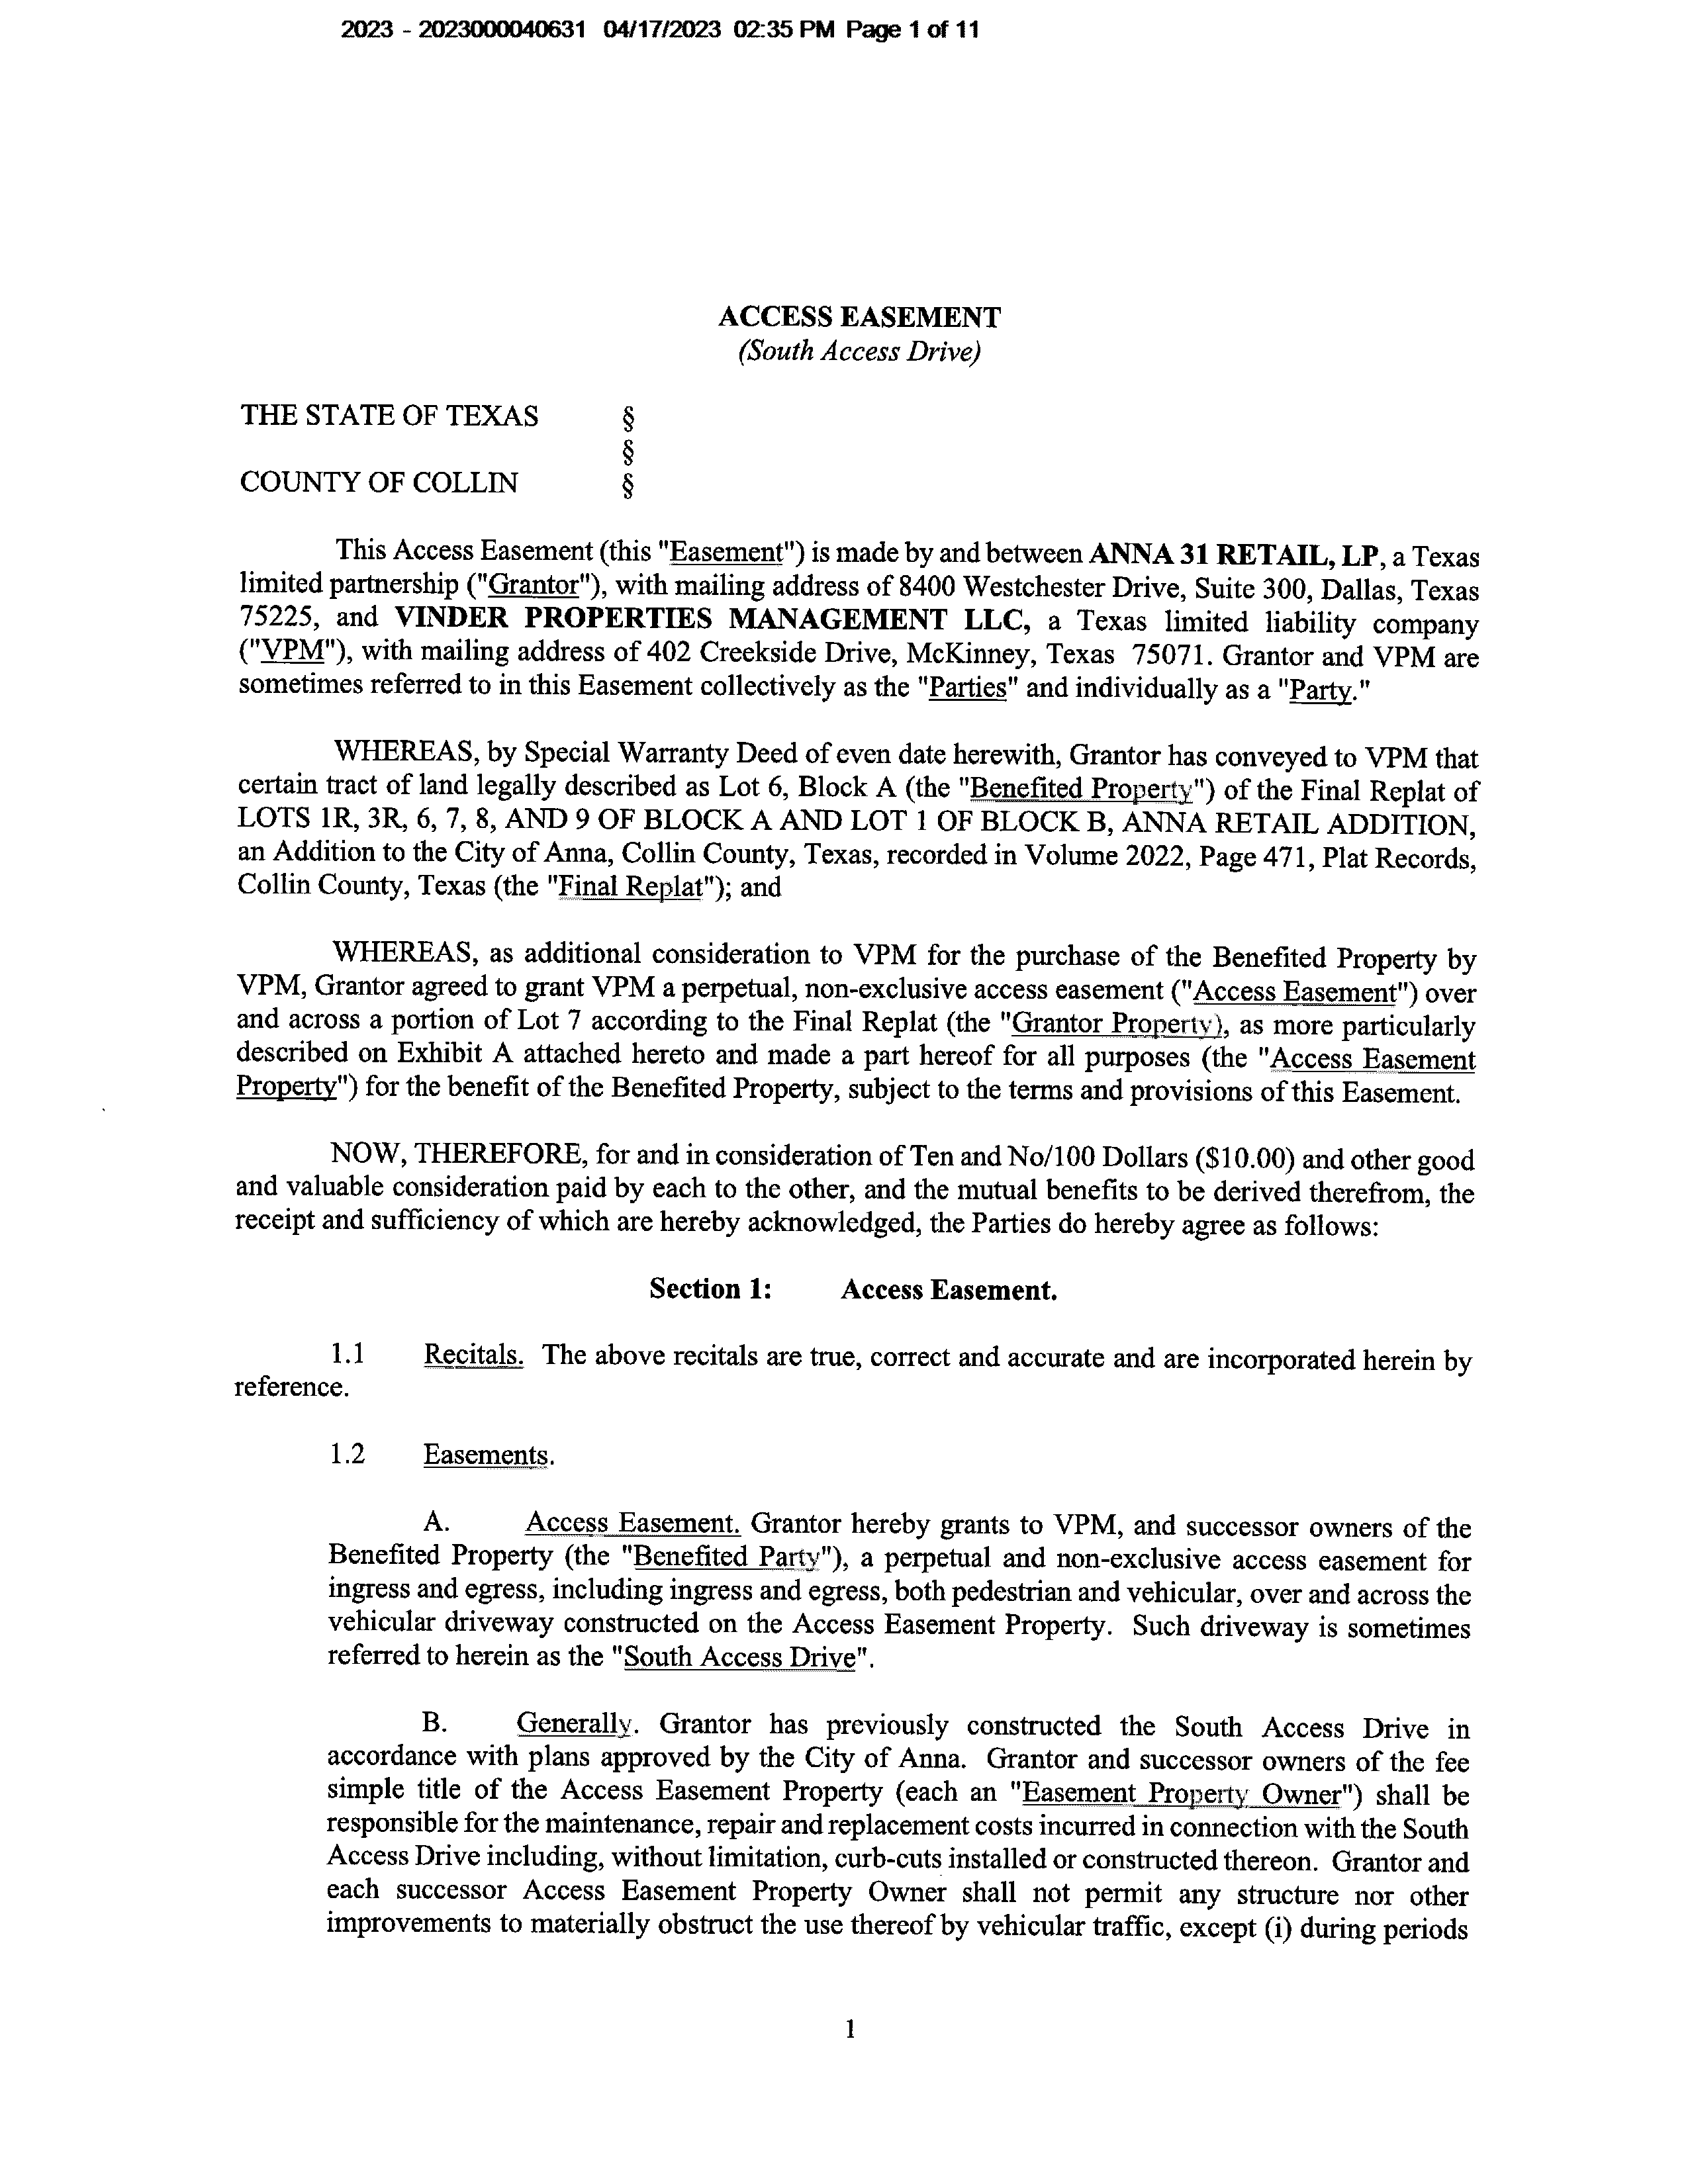 2023 - 2023000040631 04/17/2023 02:35 PM Page 1 of 11
ACCESS EASEMENT
(South Access Drive)
THE STATE OF TEXAS §
§
COUNTY OF COLLIN §
This Access Easement (this "Easement") is made by and between ANNA 31 RETAIL, LP, a Texas
limited partnership ("Grantor"), with mailing address of 8400 Westchester Drive, Suite 300, Dallas, Texas
75225, and VINDER PROPERTIES MANAGEMENT LLC, a Texas limited liability company
("VPM"), with mailing address of 402 Creekside Drive, McKinney, Texas 75071. Grantor and VPM are
sometimes referred to in this Easement collectively as the "Parties" and individually as a "Party."
WHEREAS, by Special Warranty Deed of even date herewith, Grantor has conveyed to VPM that
certain tract of land legally described as Lot 6, Block A (the "Benefited Property") of the Final Replat of
LOTS 1R, 3R, 6, 7, 8, AND 9 OF BLOCK A AND LOT 1 OF BLOCK B, ANNA RETAIL ADDITION,
an Addition to the City of Anna, Collin County, Texas, recorded in Volume 2022, Page 471, Plat Records,
Collin County, Texas (the "Final Replat"); and
WHEREAS, as additional consideration to VPM for the purchase of the Benefited Property by
VPM, Grantor agreed to grant VPM a perpetual, non-exclusive access easement ("Access Easement") over
and across a portion of Lot 7 according to the Final Replat (the "Grantor Property), as more particularly
described on Exhibit A attached hereto and made a part hereof for all purposes (the "Access Easement
Property") for the benefit of the Benefited Property, subject to the terms and provisions of this Easement.
NOW, THEREFORE, for and in consideration of Ten and No/100 Dollars ($10.00) and other good
and valuable consideration paid by each to the other, and the mutual benefits to be derived therefrom, the
receipt and sufficiency of which are hereby acknowledged, the Parties do hereby agree as follows:
Section 1: Access Easement.
1.1 Recitals. The above recitals are true, correct and accurate and are incorporated herein by
reference.
1.2 Easements.
A. Access Easement. Grantor hereby grants to VPM, and successor owners of the
Benefited Property (the "Benefited Party"), a perpetual and non-exclusive access easement for
ingress and egress, including ingress and egress, both pedestrian and vehicular, over and across the
vehicular driveway constructed on the Access Easement Property. Such driveway is sometimes
referred to herein as the "South Access Drive".
B. Generally. Grantor has previously constructed the South Access Drive in
accordance with plans approved by the City of Anna. Grantor and successor owners of the fee
simple title of the Access Easement Property (each an "Easement Property Owner") shall be
responsible for the maintenance, repair and replacement costs incurred in connection with the South
Access Drive including, without limitation, curb-cuts installed or constructed thereon. Grantor and
each successor Access Easement Property Owner shall not permit any structure nor other
improvements to materially obstruct the use thereof by vehicular traffic, except (i) during periods
1